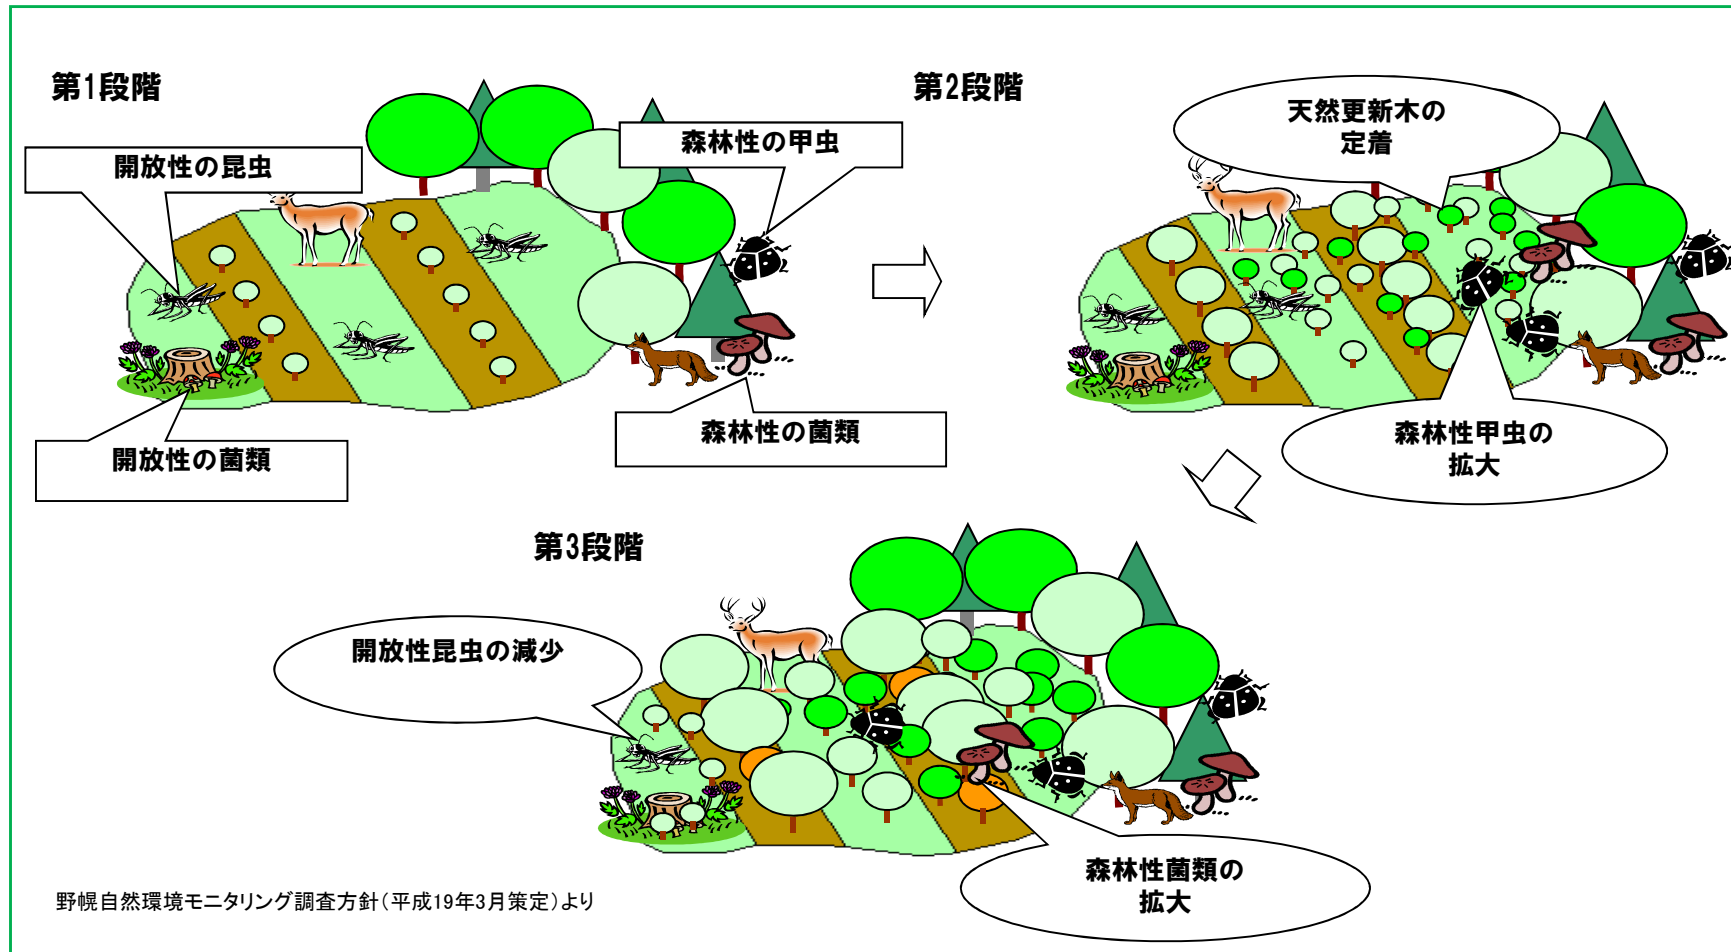 第1段階
開放性の昆虫
森林性の甲虫
開放性の菌類
森林性の菌類
第2段階
天然更新木の
定着
森林性甲虫の
拡大
第3段階
開放性昆虫の減少
森林性菌類の
拡大
野幌自然環境モニタリング調査方針（平成19年3月策定）より